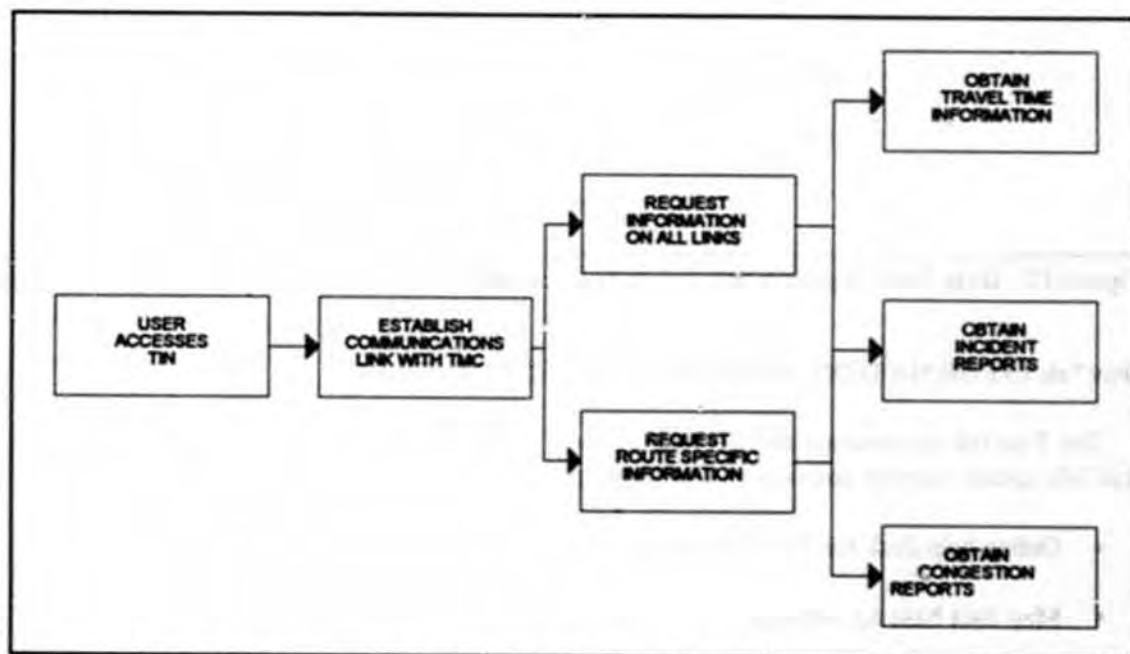 OBTAIN
TRAVEL TIME
INFORMATION
REQUEST
INFORMATION
ON ALL LINKS
USER
ACCESSES
TIN
ESTABLISH
COMMUNICATIONS
LINK WITH TMC
OBTAIN
INCIDENT
REPORTS
REQUEST
ROUTE SPECIFIC
INFORMATION
OBTAIN
CONGESTION
REPORTS